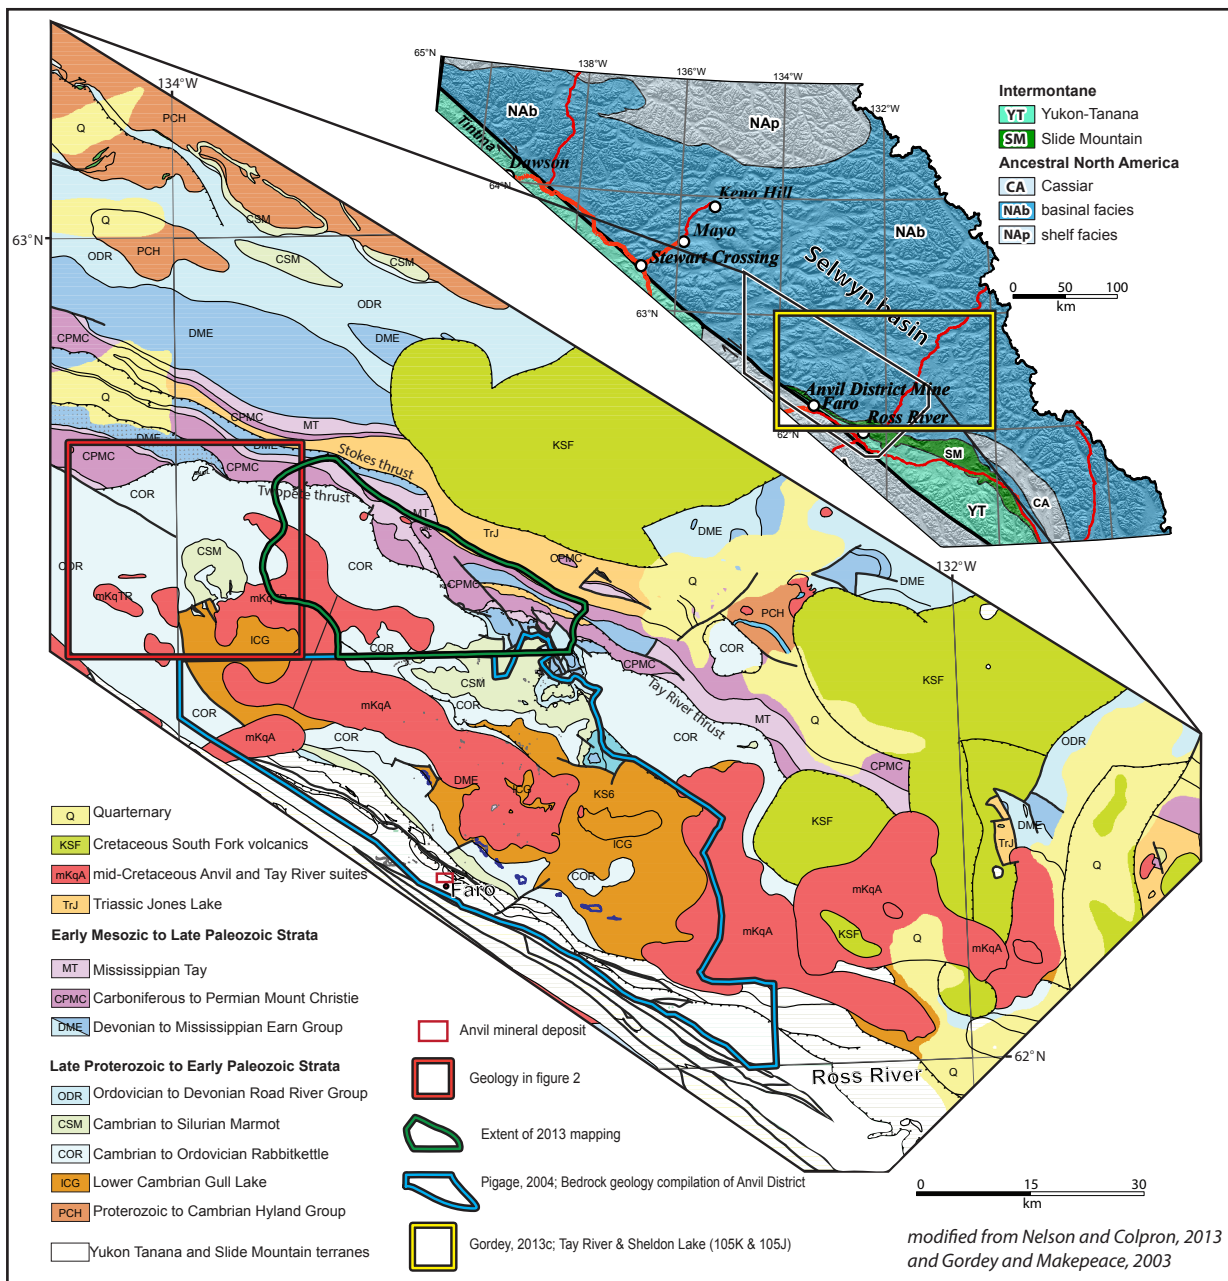 65°N
138°W
136°W
134°W
132°W
NAb
NAp
Tintina
Dawson
64°N
Keno Hill
Mayo
NAb
Stewart Crossing
Selwyn basin
63°N
Anvil District Mine
Faro
Ross River
62°N
SM
YT
CA
Intermontane
YT Yukon-Tanana
SM Slide Mountain
Ancestral North America
CA Cassiar
NAb basinal facies
NAp shelf facies
0 50 100
km
134°W
PCH
Q
CSM
Q
63°N
ODR
PCH
CSM
CSM
ODR
DME
CPMC
DME
Q
CPMC
MT
KSF
DME
DME
Stokes thrust
CPMC
CPMC
COR
Twopete thrust
MT
TrJ
DME
CSM
COR
COR
CPMC
CPMC
Q
DME
132°W
mKqTR
PCH
ICG
COR
COR
CPMC
KSF
CSM
COR
Tay River thrust
COR
mKqA
MT
Q
ODR
mKqA
COR
COR
CPMC
DME
ICG
KS6
KSF
DME
TrJ
ICG
COR
Q
mKqA
Faro
mKqA
KSF
Q
mKqA
62°N
Q
Ross River
Q Quarternary
KSF Cretaceous South Fork volcanics
mKqA mid-Cretaceous Anvil and Tay River suites
TrJ Triassic Jones Lake
Early Mesozic to Late Paleozoic Strata
MT Mississippian Tay
CPMC Carboniferous to Permian Mount Christie
DME Devonian to Mississippian Earn Group
Late Proterozoic to Early Paleozoic Strata
ODR Ordovician to Devonian Road River Group
CSM Cambrian to Silurian Marmot
COR Cambrian to Ordovician Rabbitkettle
ICG Lower Cambrian Gull Lake
PCH Proterozoic to Cambrian Hyland Group
Yukon Tanana and Slide Mountain terranes
Anvil mineral deposit
Geology in figure 2
Extent of 2013 mapping
Pigage, 2004; Bedrock geology compilation of Anvil District
Gordey, 2013c; Tay River & Sheldon Lake (105K & 105J)
0 15 30
km
modified from Nelson and Colpron, 2013
and Gordey and Makepeace, 2003